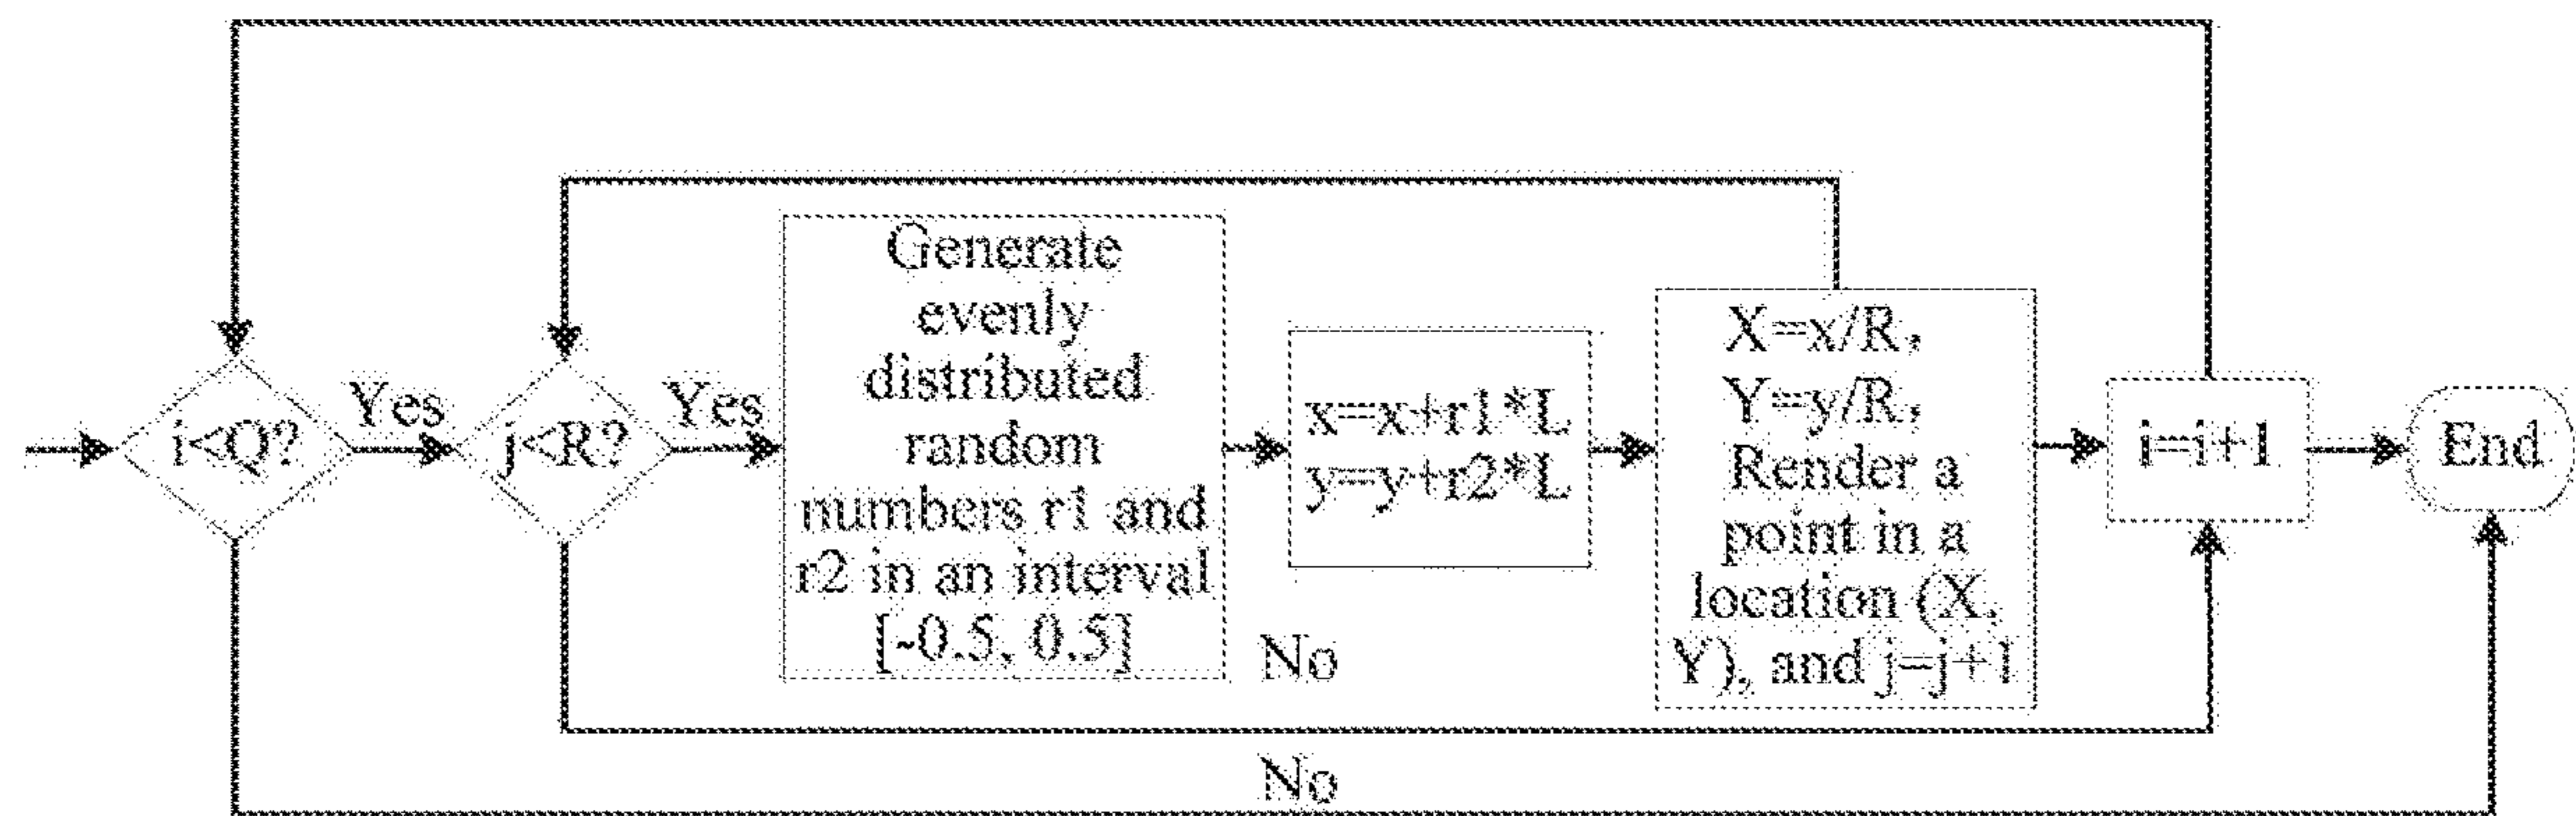 i<Q?
Yes
j<R?
Yes
Generate
evenly
distributed
random
numbers r1 and
r2 in an interval
[-0.5, 0.5]
x=x+r1*L
y=y+r2*L
X=x/R,
Y=y/R,
Render a
point in a
location (X,
Y), and j=j+1
i=i+1
End
No
No